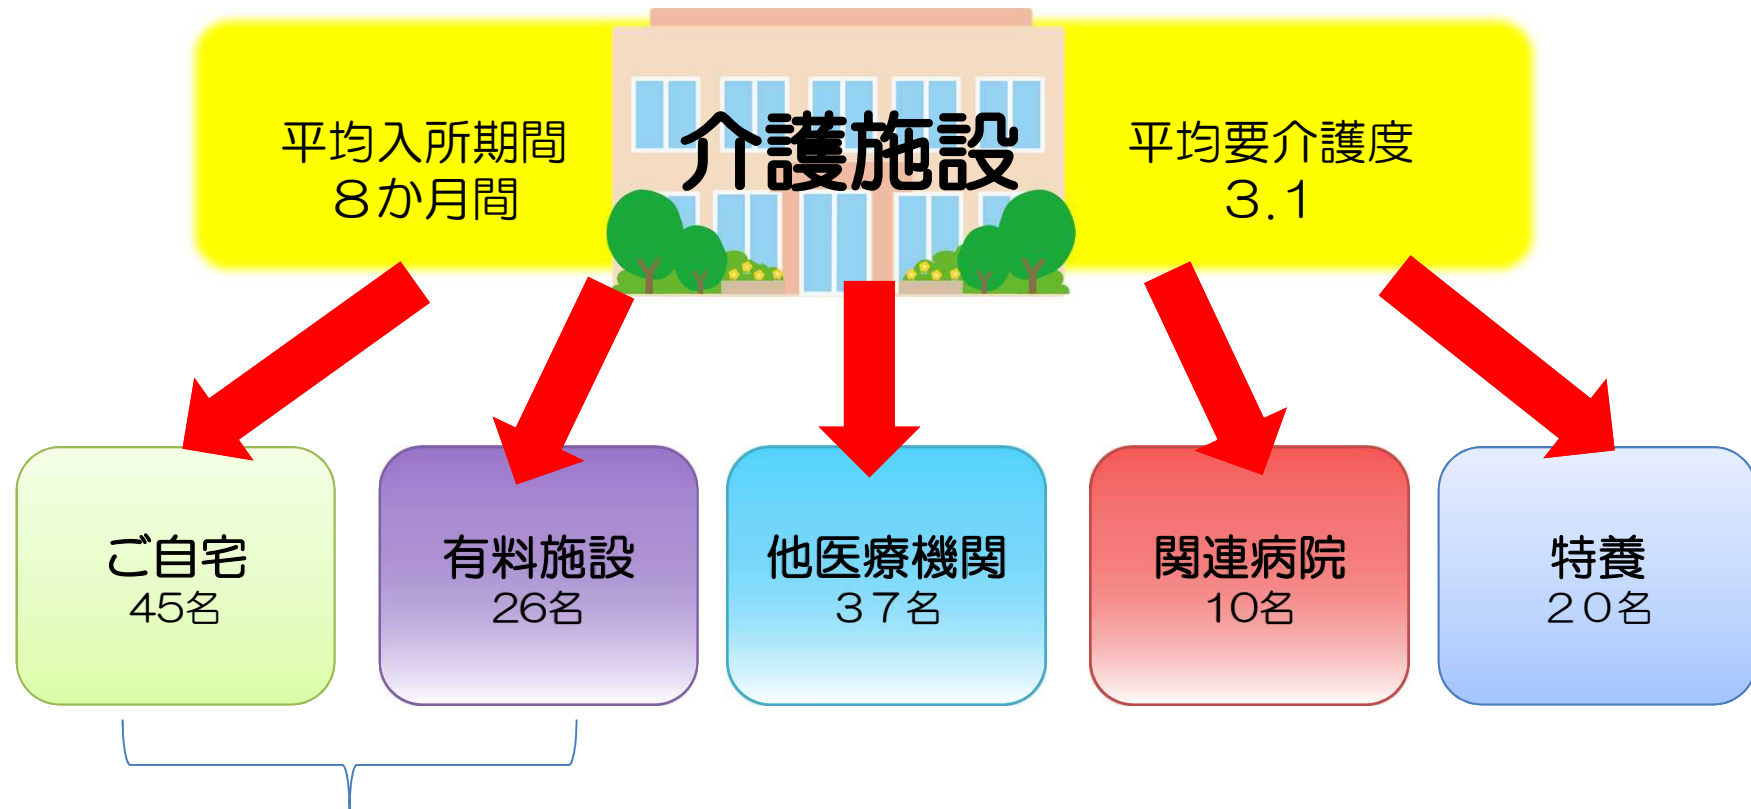 介護施設
平均入所期間
８か月間
平均要介護度
３.１
ご自宅
45名
有料施設
26名
他医療機関
３７名
関連病院
10名
特養
２０名